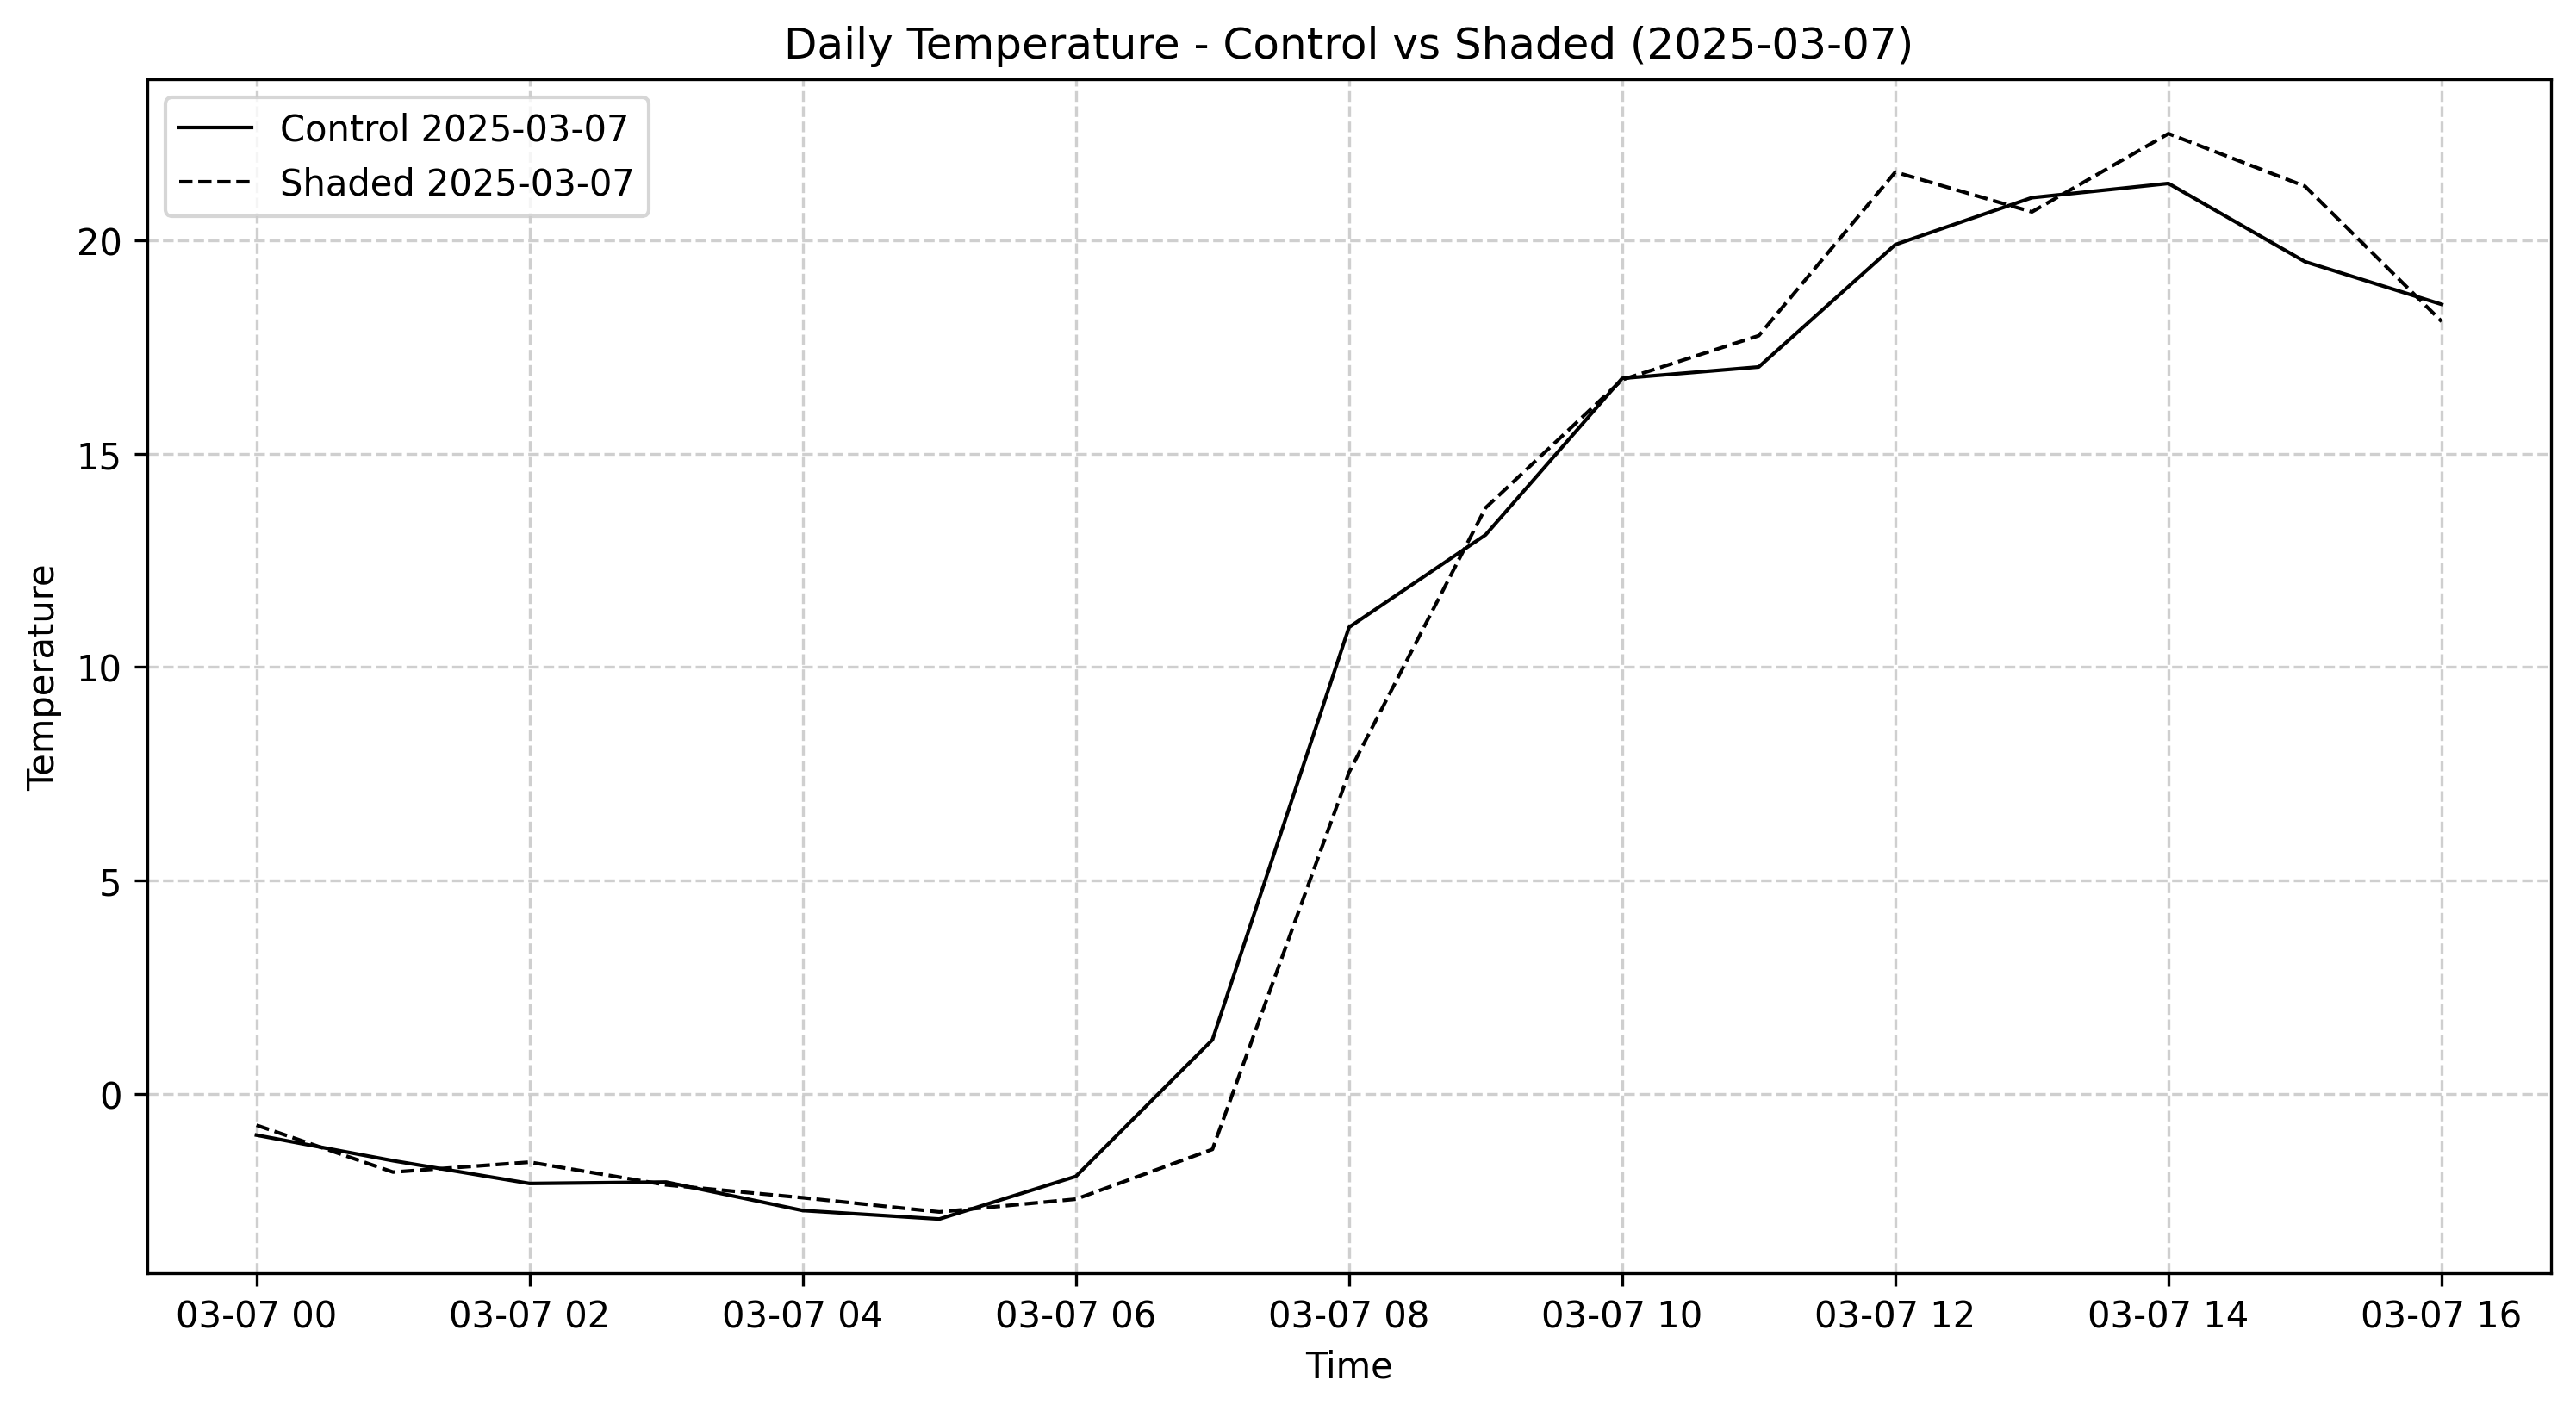 Daily Temperature - Control vs Shaded (2025-03-07)
Control 2025-03-07
Shaded 2025-03-07
Temperature
20
15
10
5
0
03-07 00 03-07 02 03-07 04 03-07 06 03-07 08 03-07 10 03-07 12 03-07 14 03-07 16
Time